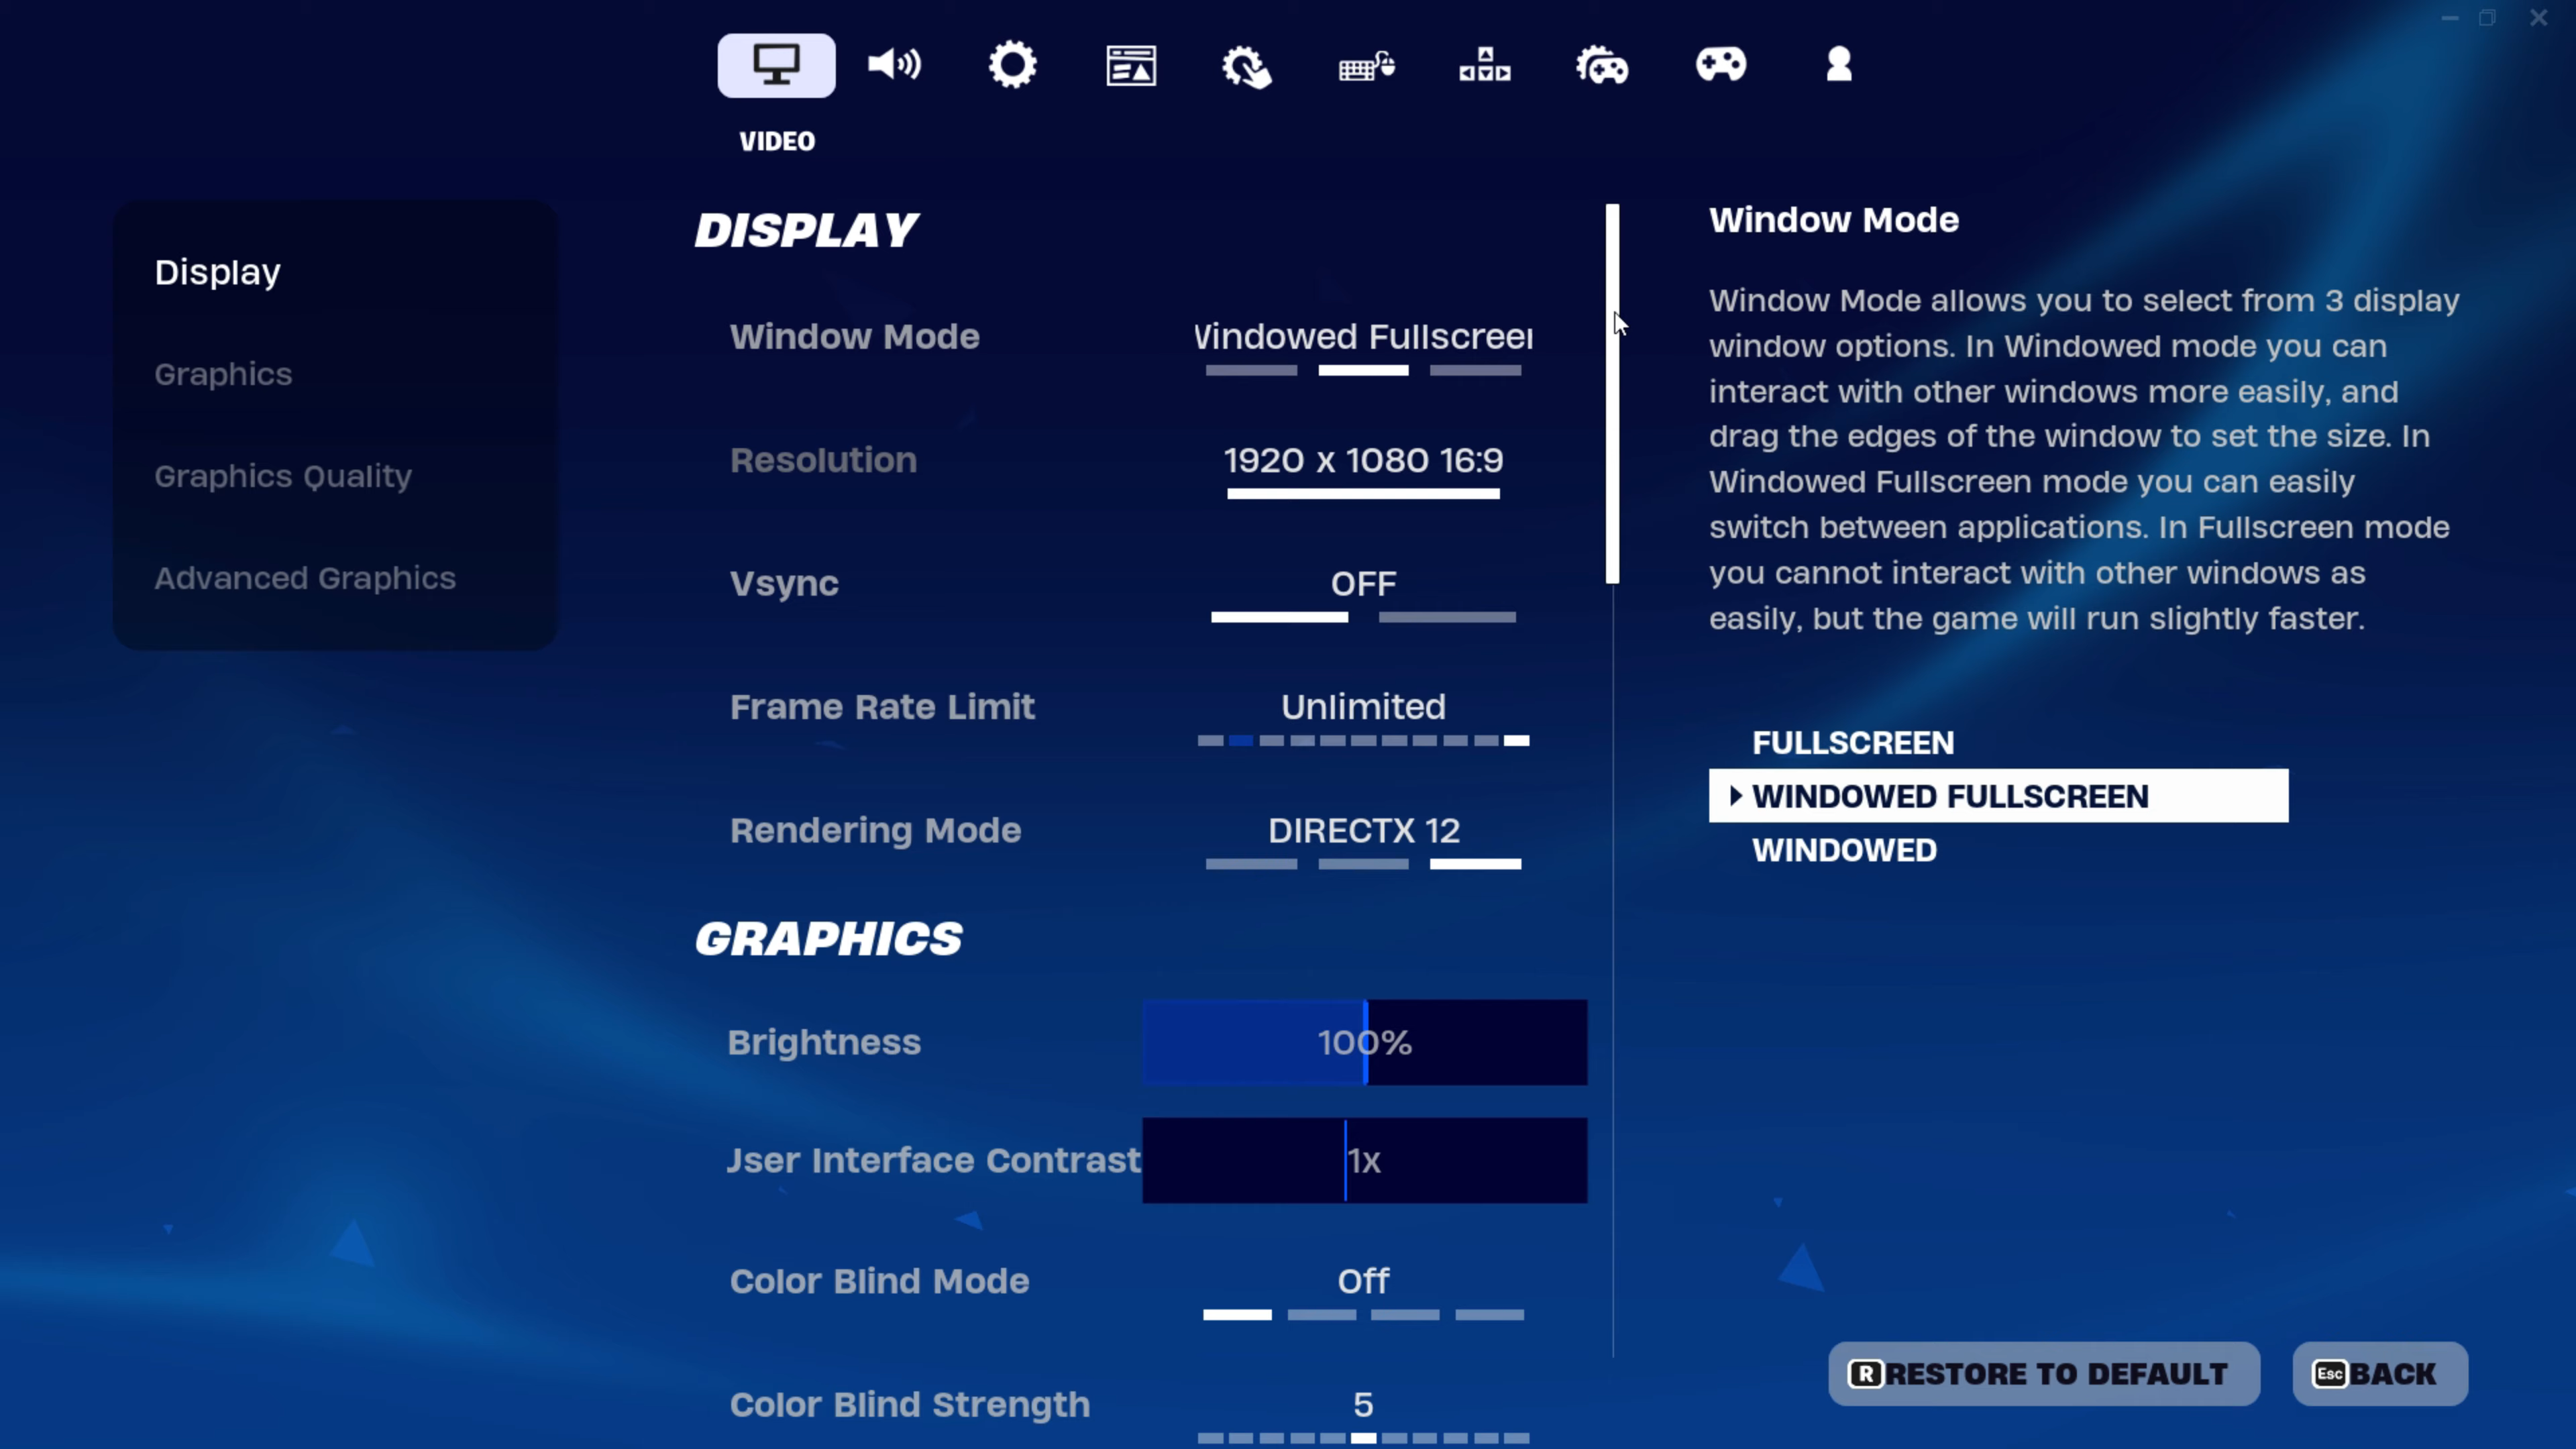 VIDEO
Display
Graphics
Graphics Quality
Advanced Graphics
DISPLAY
Window Mode
Windowed Fullscreen
Resolution
1920 x 1080 16:9
Vsync
OFF
Frame Rate Limit
Unlimited
Rendering Mode
DIRECTX 12
GRAPHICS
Brightness
100%
User Interface Contrast
1x
Color Blind Mode
Off
Color Blind Strength
5
Window Mode
Window Mode allows you to select from 3 display
window options. In Windowed mode you can
interact with other windows more easily, and
drag the edges of the window to set the size. In
Windowed Fullscreen mode you can easily
switch between applications. In Fullscreen mode
you cannot interact with other windows as
easily, but the game will run slightly faster.
FULLSCREEN
WINDOWED FULLSCREEN
WINDOWED
R RESTORE TO DEFAULT
Esc BACK